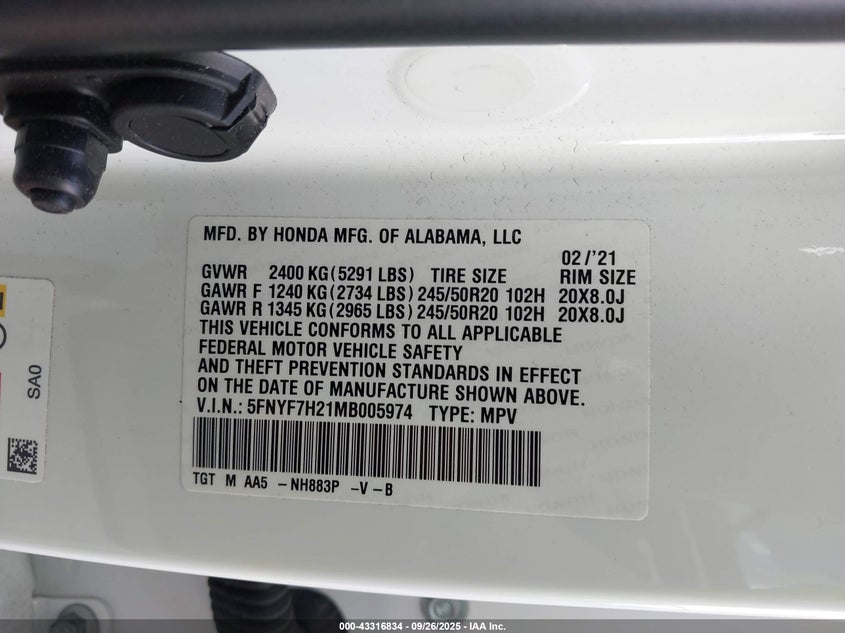 MFD. BY HONDA MFG. OF ALABAMA, LLC
02/'21
GVWR 2400 KG(5291 LBS) TIRE SIZE RIM SIZE
GAWR F 1240 KG(2734 LBS) 245/50R20 102H 20X8.0J
GAWR R 1345 KG(2965 LBS) 245/50R20 102H 20X8.0J
THIS VEHICLE CONFORMS TO ALL APPLICABLE
FEDERAL MOTOR VEHICLE SAFETY
AND THEFT PREVENTION STANDARDS IN EFFECT
ON THE DATE OF MANUFACTURE SHOWN ABOVE.
V.I.N.: 5FNYF7H21MB005974 TYPE: MPV
TGT M AA5 -NH883P -V-B
SA0
© Source: #00-43316834 - 09/26/2025 - IAA Inc.